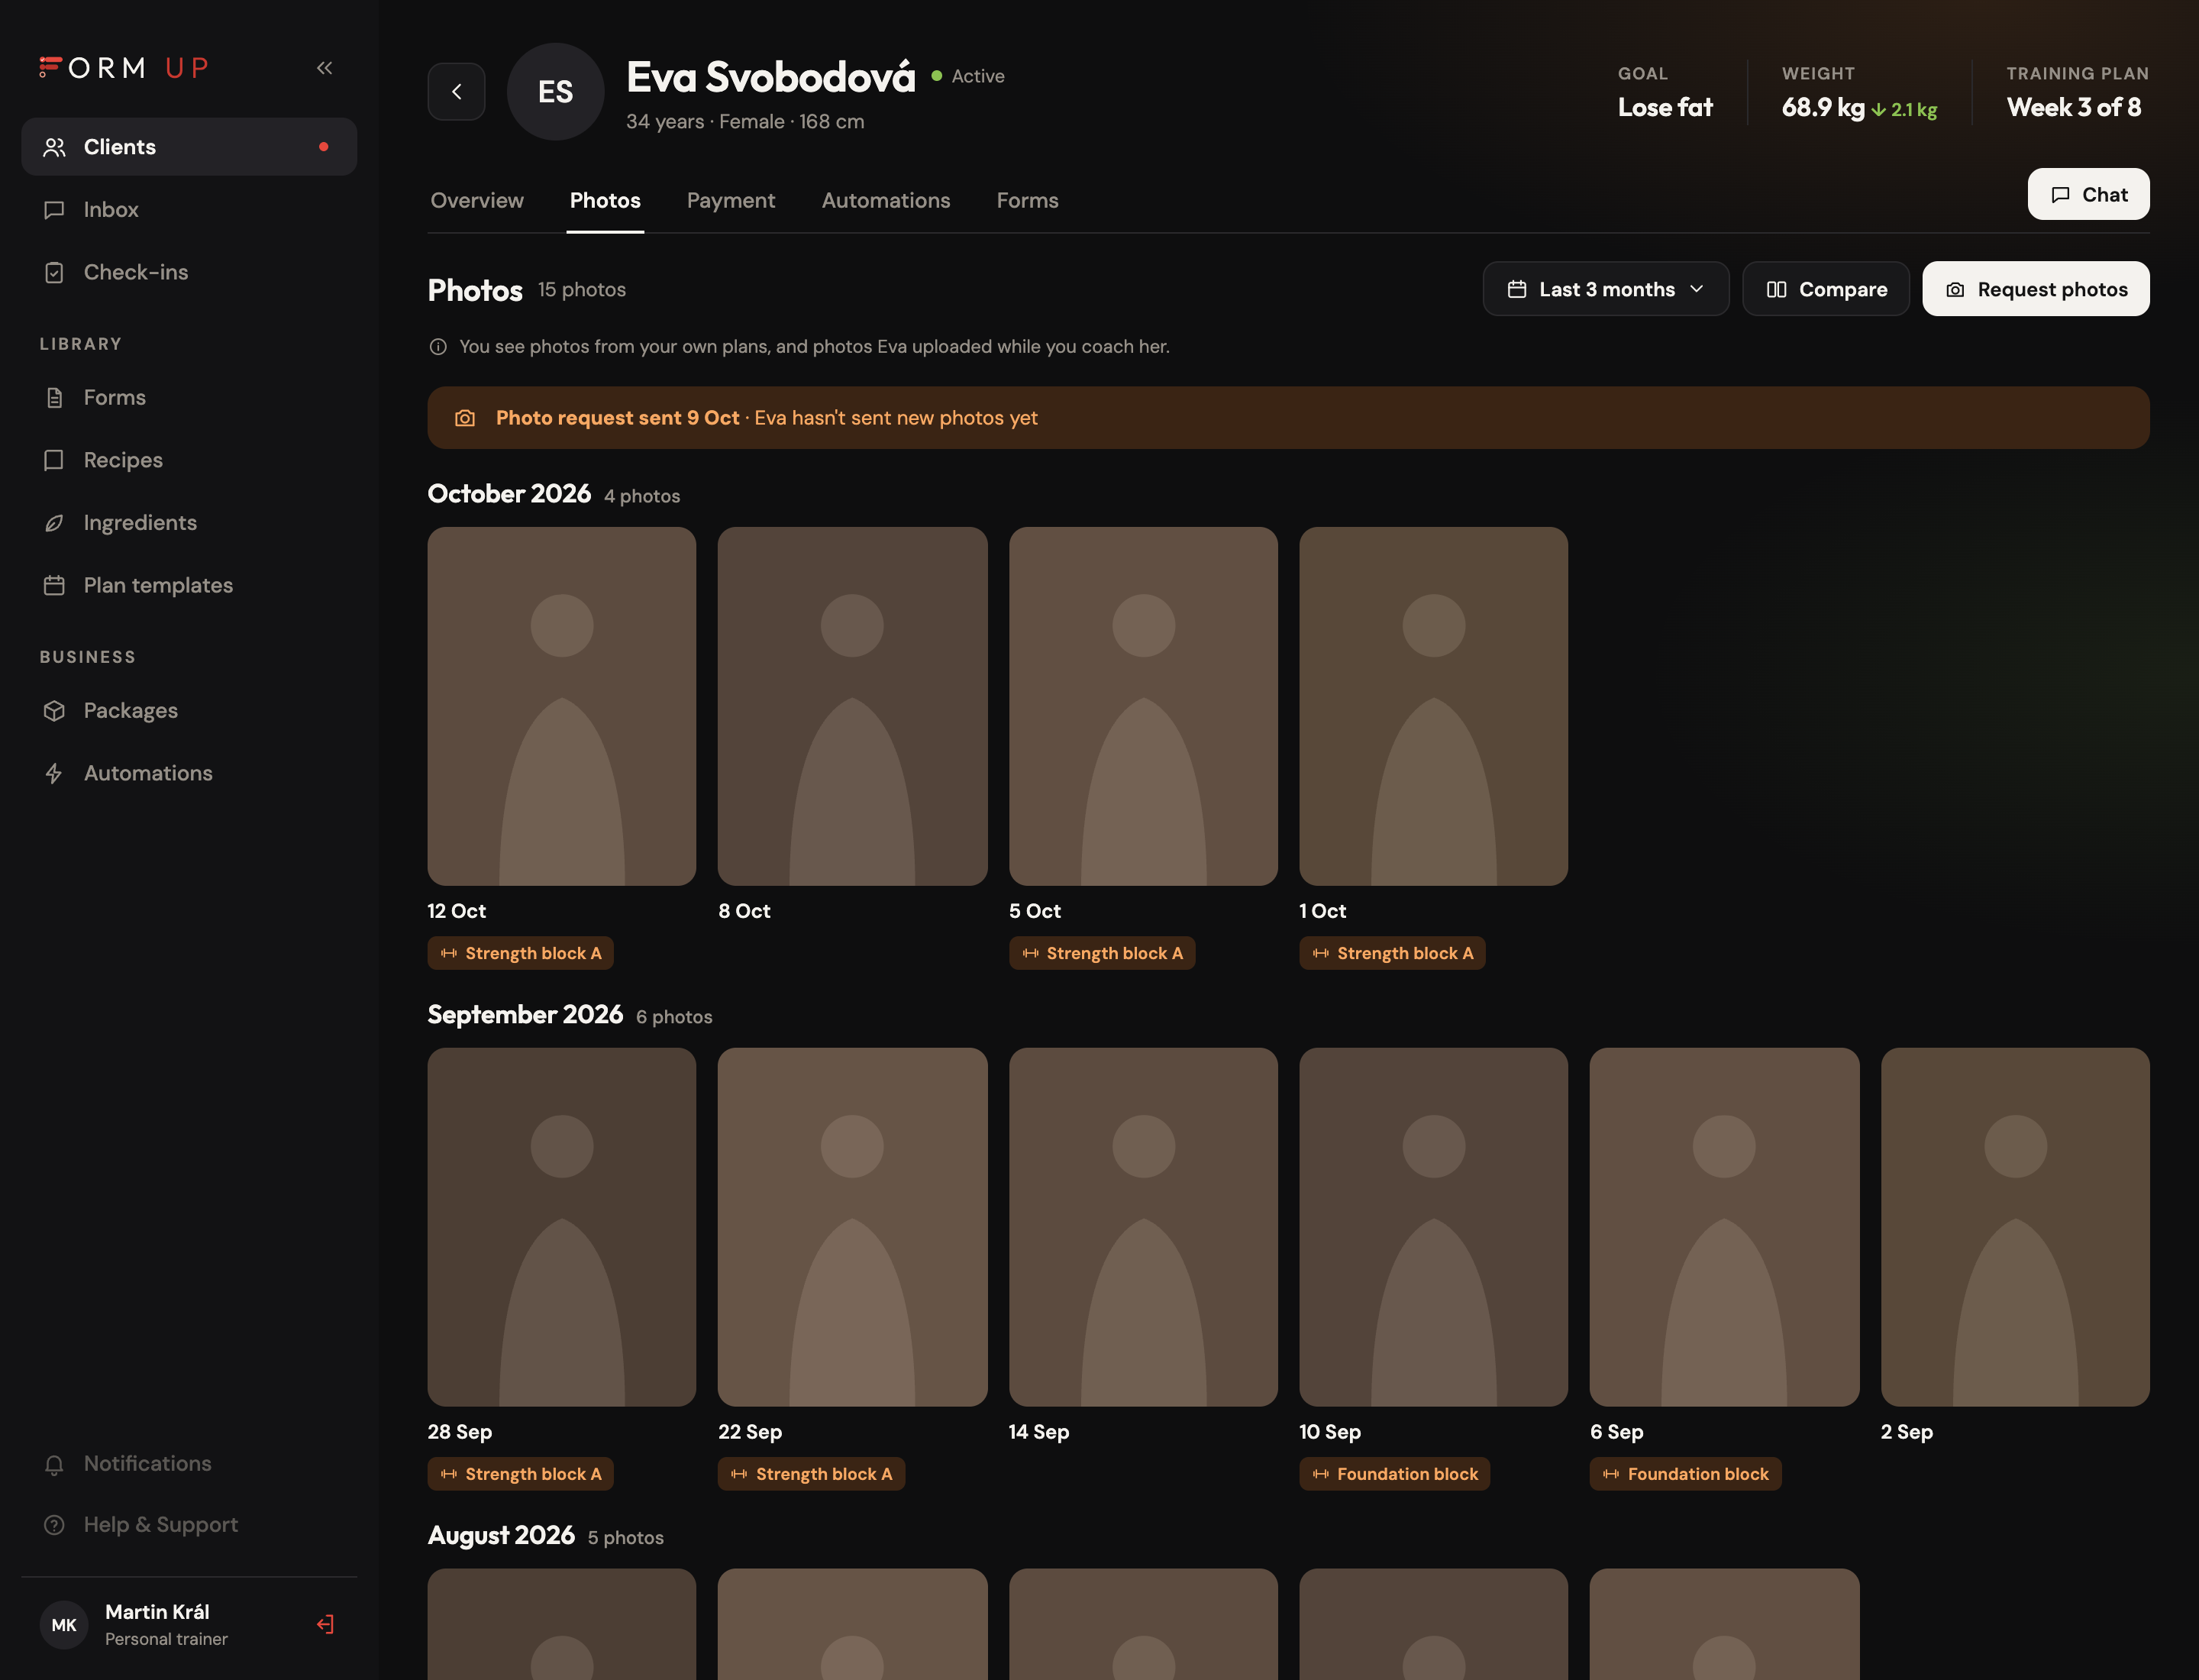 FORM UP
Clients
Inbox
Check-ins
LIBRARY
Forms
Recipes
Ingredients
Plan templates
BUSINESS
Packages
Automations
Notifications
Help & Support
MK
Martin Král
Personal trainer
ES
Eva Svobodová
Active
34 years · Female · 168 cm
GOAL
Lose fat
WEIGHT
68.9 kg ↓ 2.1 kg
TRAINING PLAN
Week 3 of 8
Overview
Photos
Payment
Automations
Forms
Chat
Photos 15 photos
Last 3 months
Compare
Request photos
You see photos from your own plans, and photos Eva uploaded while you coach her.
Photo request sent 9 Oct · Eva hasn't sent new photos yet
October 2026 4 photos
12 Oct
Strength block A
8 Oct
5 Oct
Strength block A
1 Oct
Strength block A
September 2026 6 photos
28 Sep
Strength block A
22 Sep
Strength block A
14 Sep
10 Sep
Foundation block
6 Sep
Foundation block
2 Sep
August 2026 5 photos